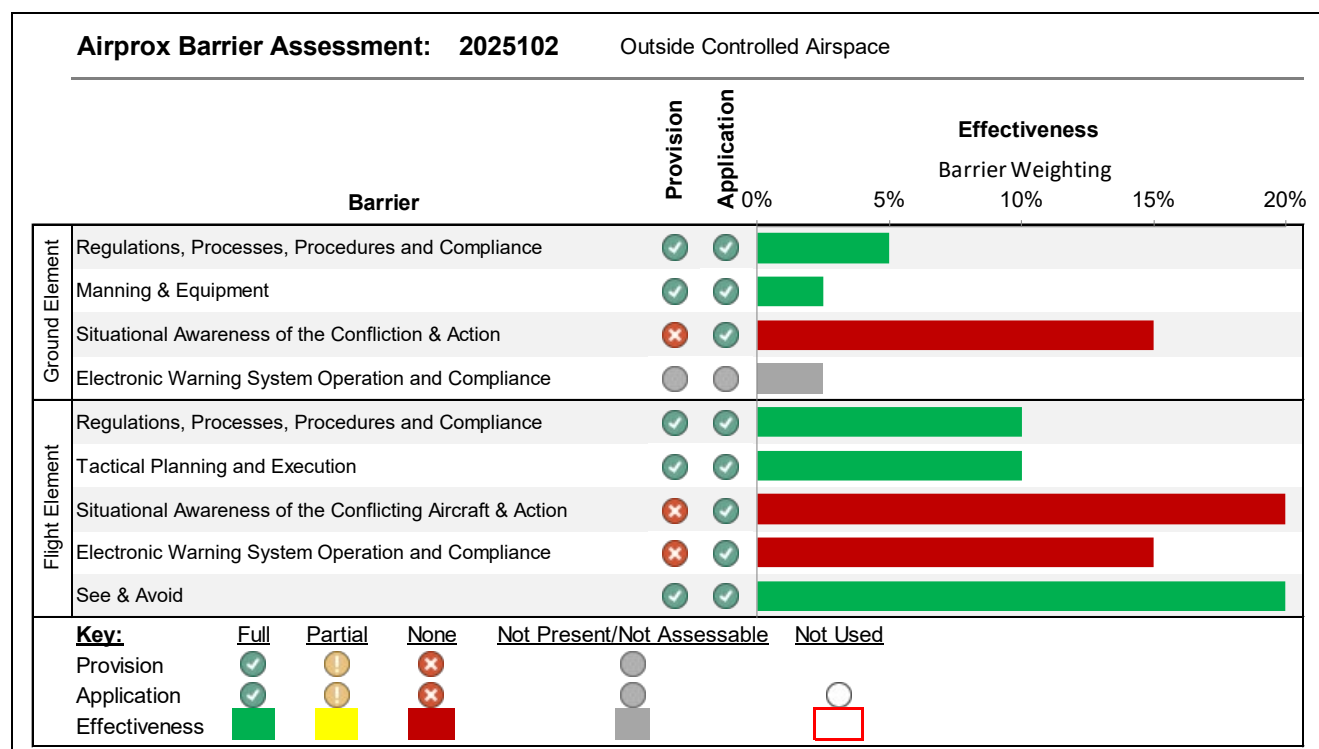 Airprox Barrier Assessment: 2025102 Outside Controlled Airspace
Barrier Provision Application Effectiveness
Barrier Weighting
0% 5% 10% 15% 20%
Ground Element
Regulations, Processes, Procedures and Compliance
Manning & Equipment
Situational Awareness of the Confliction & Action
Electronic Warning System Operation and Compliance
Flight Element
Regulations, Processes, Procedures and Compliance
Tactical Planning and Execution
Situational Awareness of the Conflicting Aircraft & Action
Electronic Warning System Operation and Compliance
See & Avoid
Key: Full Partial None Not Present/Not Assessable Not Used
Provision
Application
Effectiveness